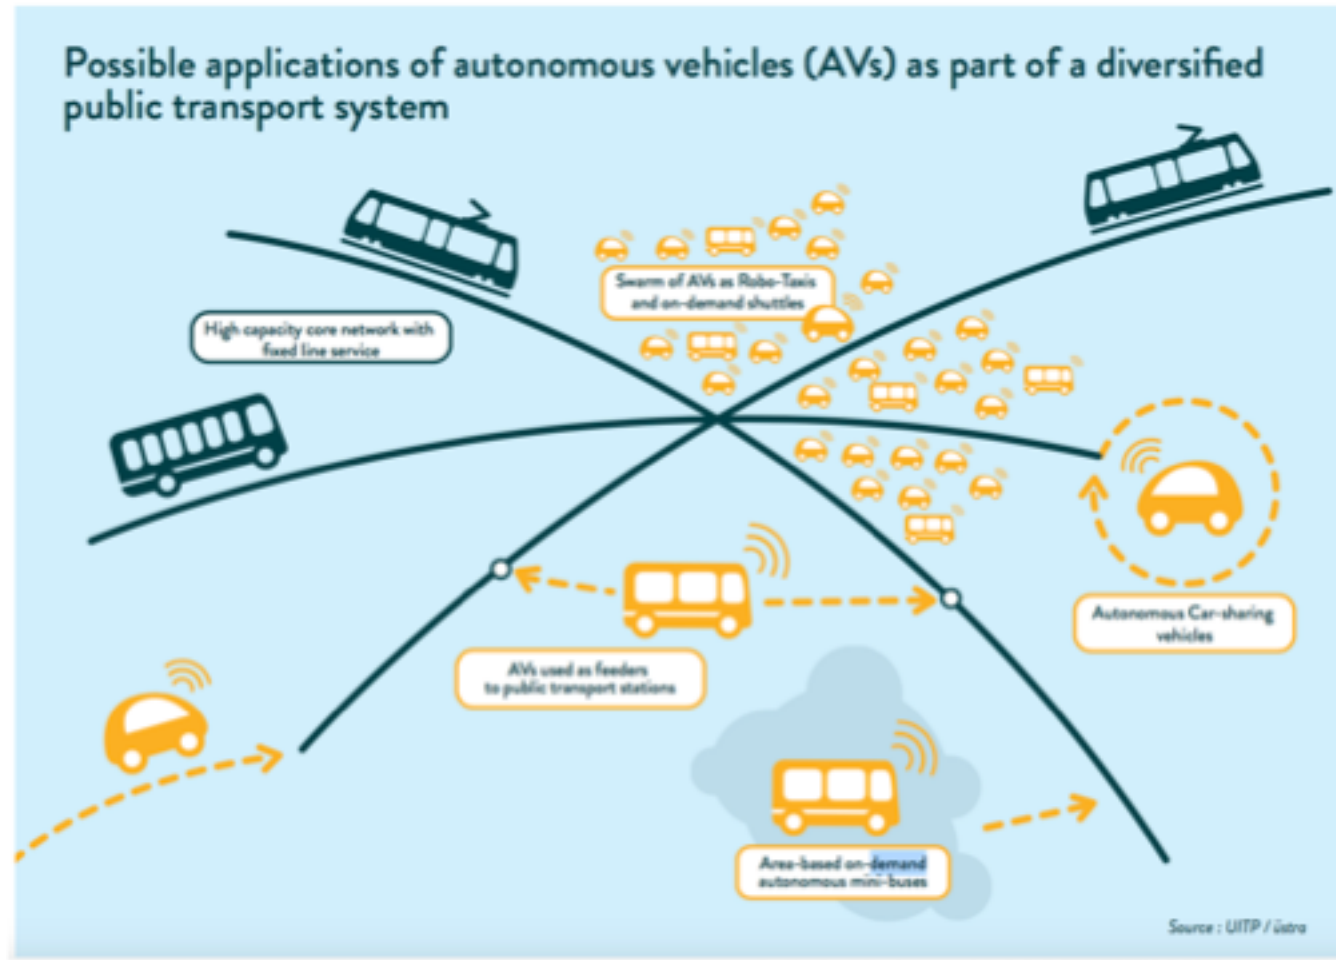 Possible applications of autonomous vehicles (AVs) as part of a diversified
public transport system
Swarm of AVs as Robo-Taxis
and on-demand shuttles
High capacity core network with
fixed line service
Autonomous Car-sharing
vehicles
AVs used as feeders
to public transport stations
Area-based on-demand
autonomous mini-buses
Source : UITP / üstra